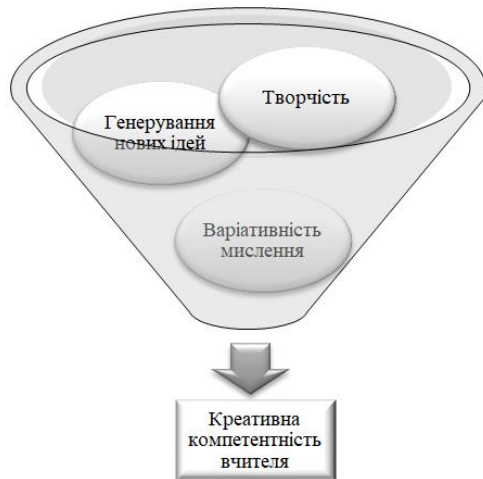 Творчість
Генерування
нових ідей
Варіативність
мислення
Креативна
компетентність
вчителя